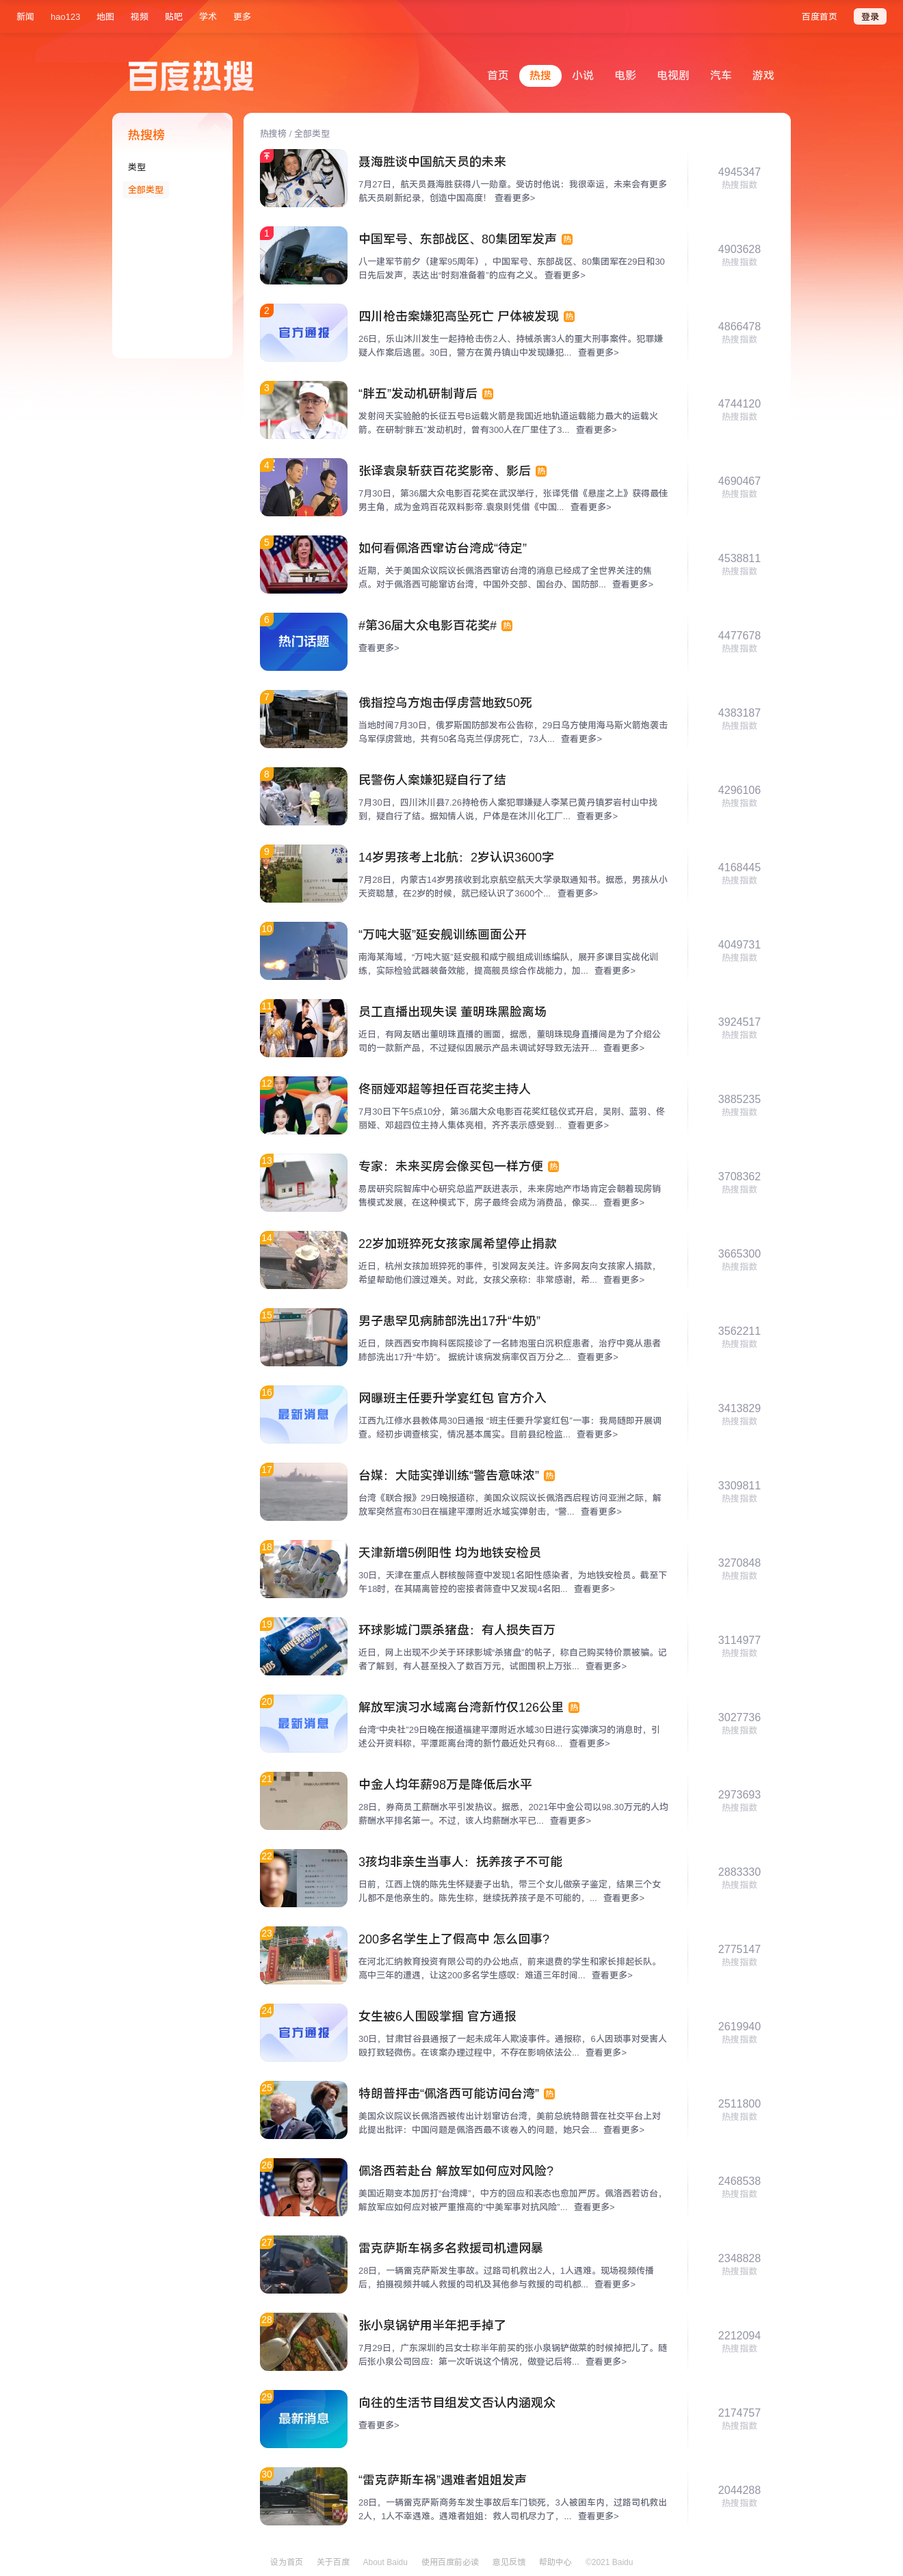 新闻 hao123 地图 视频 贴吧 学术 更多
百度首页 登录
百度热搜
首页 热搜 小说 电影 电视剧 汽车 游戏
热搜榜
类型
全部类型
热搜榜 / 全部类型
聂海胜谈中国航天员的未来
7月27日，航天员聂海胜获得八一勋章。受访时他说：我很幸运，未来会有更多
航天员刷新纪录，创造中国高度！ 查看更多>
4945347
热搜指数
1
中国军号、东部战区、80集团军发声 热
八一建军节前夕（建军95周年），中国军号、东部战区、80集团军在29日和30
日先后发声，表达出“时刻准备着”的应有之义。 查看更多>
4903628
热搜指数
2
官方通报
四川枪击案嫌犯高坠死亡 尸体被发现 热
26日，乐山沐川发生一起持枪击伤2人、持械杀害3人的重大刑事案件。犯罪嫌
疑人作案后逃匿。30日，警方在黄丹镇山中发现嫌犯... 查看更多>
4866478
热搜指数
3
“胖五”发动机研制背后 热
发射问天实验舱的长征五号B运载火箭是我国近地轨道运载能力最大的运载火
箭。在研制“胖五”发动机时，曾有300人在厂里住了3... 查看更多>
4744120
热搜指数
4
张译袁泉斩获百花奖影帝、影后 热
7月30日，第36届大众电影百花奖在武汉举行，张译凭借《悬崖之上》获得最佳
男主角，成为金鸡百花双料影帝.袁泉则凭借《中国... 查看更多>
4690467
热搜指数
5
如何看佩洛西窜访台湾成“待定”
近期，关于美国众议院议长佩洛西窜访台湾的消息已经成了全世界关注的焦
点。对于佩洛西可能窜访台湾，中国外交部、国台办、国防部... 查看更多>
4538811
热搜指数
6
热门话题
#第36届大众电影百花奖# 热
查看更多>
4477678
热搜指数
7
俄指控乌方炮击俘虏营地致50死
当地时间7月30日，俄罗斯国防部发布公告称，29日乌方使用海马斯火箭炮袭击
乌军俘虏营地，共有50名乌克兰俘虏死亡，73人... 查看更多>
4383187
热搜指数
8
民警伤人案嫌犯疑自行了结
7月30日，四川沐川县7.26持枪伤人案犯罪嫌疑人李某已黄丹镇罗岩村山中找
到，疑自行了结。据知情人说，尸体是在沐川化工厂... 查看更多>
4296106
热搜指数
9
14岁男孩考上北航：2岁认识3600字
7月28日，内蒙古14岁男孩收到北京航空航天大学录取通知书。据悉，男孩从小
天资聪慧，在2岁的时候，就已经认识了3600个... 查看更多>
4168445
热搜指数
10
“万吨大驱”延安舰训练画面公开
南海某海域，“万吨大驱”延安舰和咸宁舰组成训练编队，展开多课目实战化训
练，实际检验武器装备效能，提高舰员综合作战能力，加... 查看更多>
4049731
热搜指数
11
员工直播出现失误 董明珠黑脸离场
近日，有网友晒出董明珠直播的画面，据悉，董明珠现身直播间是为了介绍公
司的一款新产品，不过疑似因展示产品未调试好导致无法开... 查看更多>
3924517
热搜指数
12
佟丽娅邓超等担任百花奖主持人
7月30日下午5点10分，第36届大众电影百花奖红毯仪式开启，吴刚、蓝羽、佟
丽娅、邓超四位主持人集体亮相，齐齐表示感受到... 查看更多>
3885235
热搜指数
13
专家：未来买房会像买包一样方便 热
易居研究院智库中心研究总监严跃进表示，未来房地产市场肯定会朝着现房销
售模式发展，在这种模式下，房子最终会成为消费品，像买... 查看更多>
3708362
热搜指数
14
22岁加班猝死女孩家属希望停止捐款
近日，杭州女孩加班猝死的事件，引发网友关注。许多网友向女孩家人捐款，
希望帮助他们渡过难关。对此，女孩父亲称：非常感谢，希... 查看更多>
3665300
热搜指数
15
男子患罕见病肺部洗出17升“牛奶”
近日，陕西西安市胸科医院接诊了一名肺泡蛋白沉积症患者，治疗中竟从患者
肺部洗出17升“牛奶”。 据统计该病发病率仅百万分之... 查看更多>
3562211
热搜指数
16
最新消息
网曝班主任要升学宴红包 官方介入
江西九江修水县教体局30日通报 “班主任要升学宴红包”一事：我局随即开展调
查。经初步调查核实，情况基本属实。目前县纪检监... 查看更多>
3413829
热搜指数
17
台媒：大陆实弹训练“警告意味浓” 热
台湾《联合报》29日晚报道称，美国众议院议长佩洛西启程访问亚洲之际，解
放军突然宣布30日在福建平潭附近水域实弹射击，“警... 查看更多>
3309811
热搜指数
18
天津新增5例阳性 均为地铁安检员
30日，天津在重点人群核酸筛查中发现1名阳性感染者，为地铁安检员。截至下
午18时，在其隔离管控的密接者筛查中又发现4名阳... 查看更多>
3270848
热搜指数
19
环球影城门票杀猪盘：有人损失百万
近日，网上出现不少关于环球影城“杀猪盘”的帖子，称自己购买特价票被骗。记
者了解到，有人甚至投入了数百万元，试图囤积上万张... 查看更多>
3114977
热搜指数
20
最新消息
解放军演习水域离台湾新竹仅126公里 热
台湾“中央社”29日晚在报道福建平潭附近水域30日进行实弹演习的消息时，引
述公开资料称，平潭距离台湾的新竹最近处只有68... 查看更多>
3027736
热搜指数
21
中金人均年薪98万是降低后水平
28日，券商员工薪酬水平引发热议。据悉，2021年中金公司以98.30万元的人均
薪酬水平排名第一。不过，该人均薪酬水平已... 查看更多>
2973693
热搜指数
22
3孩均非亲生当事人：抚养孩子不可能
日前，江西上饶的陈先生怀疑妻子出轨，带三个女儿做亲子鉴定，结果三个女
儿都不是他亲生的。陈先生称，继续抚养孩子是不可能的，... 查看更多>
2883330
热搜指数
23
200多名学生上了假高中 怎么回事?
在河北汇纳教育投资有限公司的办公地点，前来退费的学生和家长排起长队。
高中三年的遭遇，让这200多名学生感叹：难道三年时间... 查看更多>
2775147
热搜指数
24
官方通报
女生被6人围殴掌掴 官方通报
30日，甘肃甘谷县通报了一起未成年人欺凌事件。通报称，6人因琐事对受害人
殴打致轻微伤。在该案办理过程中，不存在影响依法公... 查看更多>
2619940
热搜指数
25
特朗普抨击“佩洛西可能访问台湾” 热
美国众议院议长佩洛西被传出计划窜访台湾，美前总统特朗普在社交平台上对
此提出批评：中国问题是佩洛西最不该卷入的问题，她只会... 查看更多>
2511800
热搜指数
26
佩洛西若赴台 解放军如何应对风险?
美国近期变本加厉打“台湾牌”，中方的回应和表态也愈加严厉。佩洛西若访台，
解放军应如何应对被严重推高的“中美军事对抗风险”... 查看更多>
2468538
热搜指数
27
雷克萨斯车祸多名救援司机遭网暴
28日，一辆雷克萨斯发生事故。过路司机救出2人，1人遇难。现场视频传播
后，拍摄视频并喊人救援的司机及其他参与救援的司机都... 查看更多>
2348828
热搜指数
28
张小泉锅铲用半年把手掉了
7月29日，广东深圳的吕女士称半年前买的张小泉锅铲做菜的时候掉把儿了。随
后张小泉公司回应：第一次听说这个情况，做登记后将... 查看更多>
2212094
热搜指数
29
最新消息
向往的生活节目组发文否认内涵观众
查看更多>
2174757
热搜指数
30
“雷克萨斯车祸”遇难者姐姐发声
28日，一辆雷克萨斯商务车发生事故后车门锁死，3人被困车内，过路司机救出
2人，1人不幸遇难。遇难者姐姐：救人司机尽力了，... 查看更多>
2044288
热搜指数
设为首页 关于百度 About Baidu 使用百度前必读 意见反馈 帮助中心 ©2021 Baidu